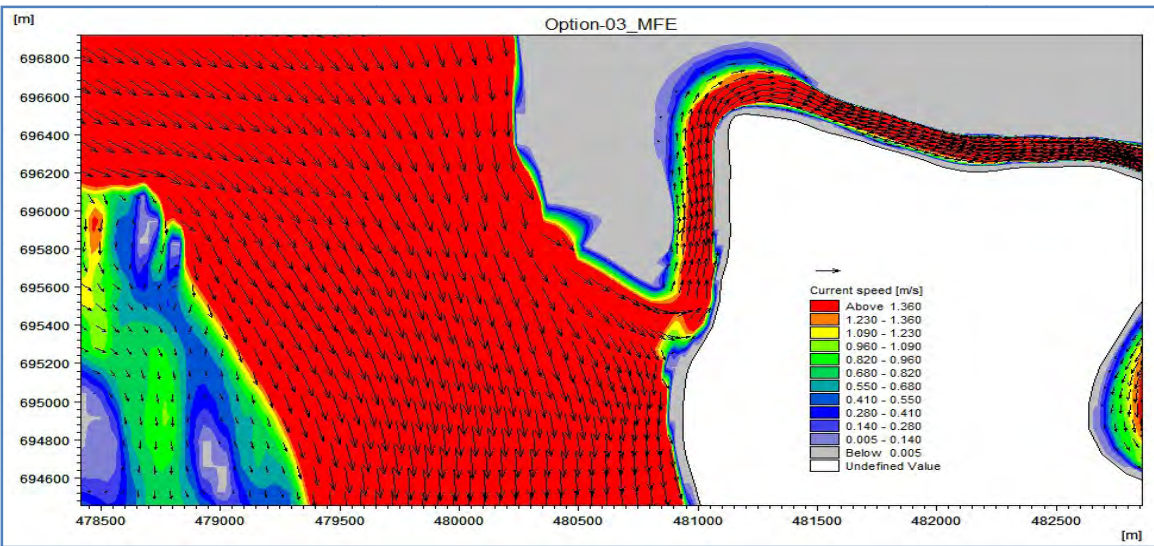 [m]
Option-03_MFE
696800
696600
696400
696200
696000
695800
695600
695400
695200
695000
694800
694600
Current speed [m/s]
Above 1.360
1.230 - 1.360
1.090 - 1.230
0.960 - 1.090
0.820 - 0.960
0.680 - 0.820
0.550 - 0.680
0.410 - 0.550
0.280 - 0.410
0.140 - 0.280
0.005 - 0.140
Below 0.005
Undefined Value
478500 479000 479500 480000 480500 481000 481500 482000 482500
[m]